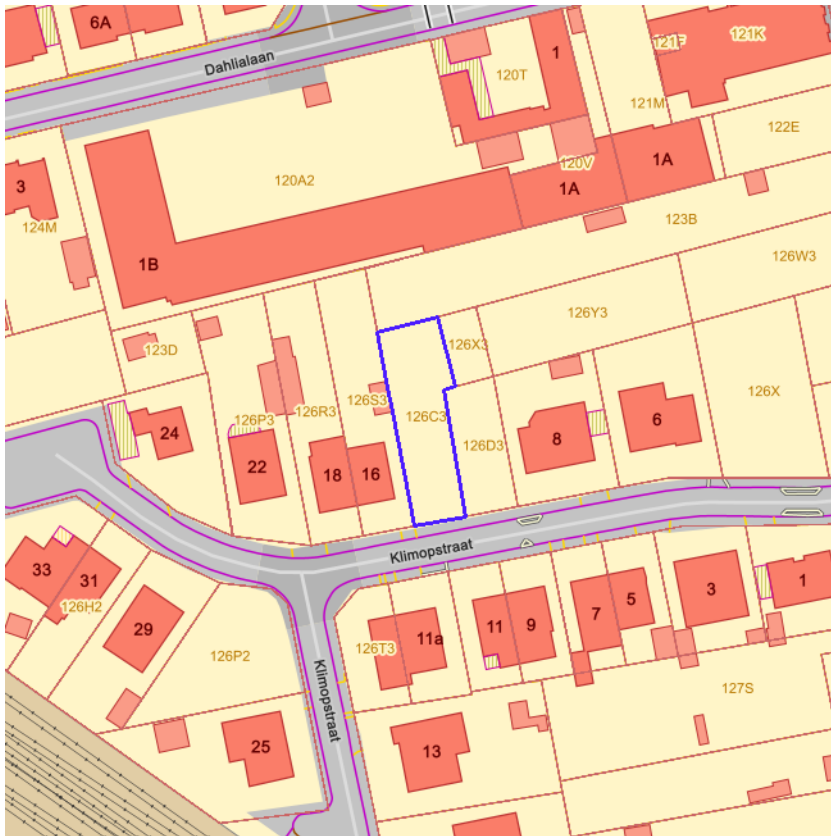 6A
Dahlialaan
1
120T
121F
121K
121M
122E
3
120A2
120V
1A
1A
124M
123B
1B
126W3
123D
126Y3
126X3
126S3
126R3
126P3
126C3
126X
24
22
18
16
126D3
8
6
Klimopstraat
33
31
126H2
29
126P2
Klimopstraat
126T3
11a
11
9
7
5
3
1
127S
25
13